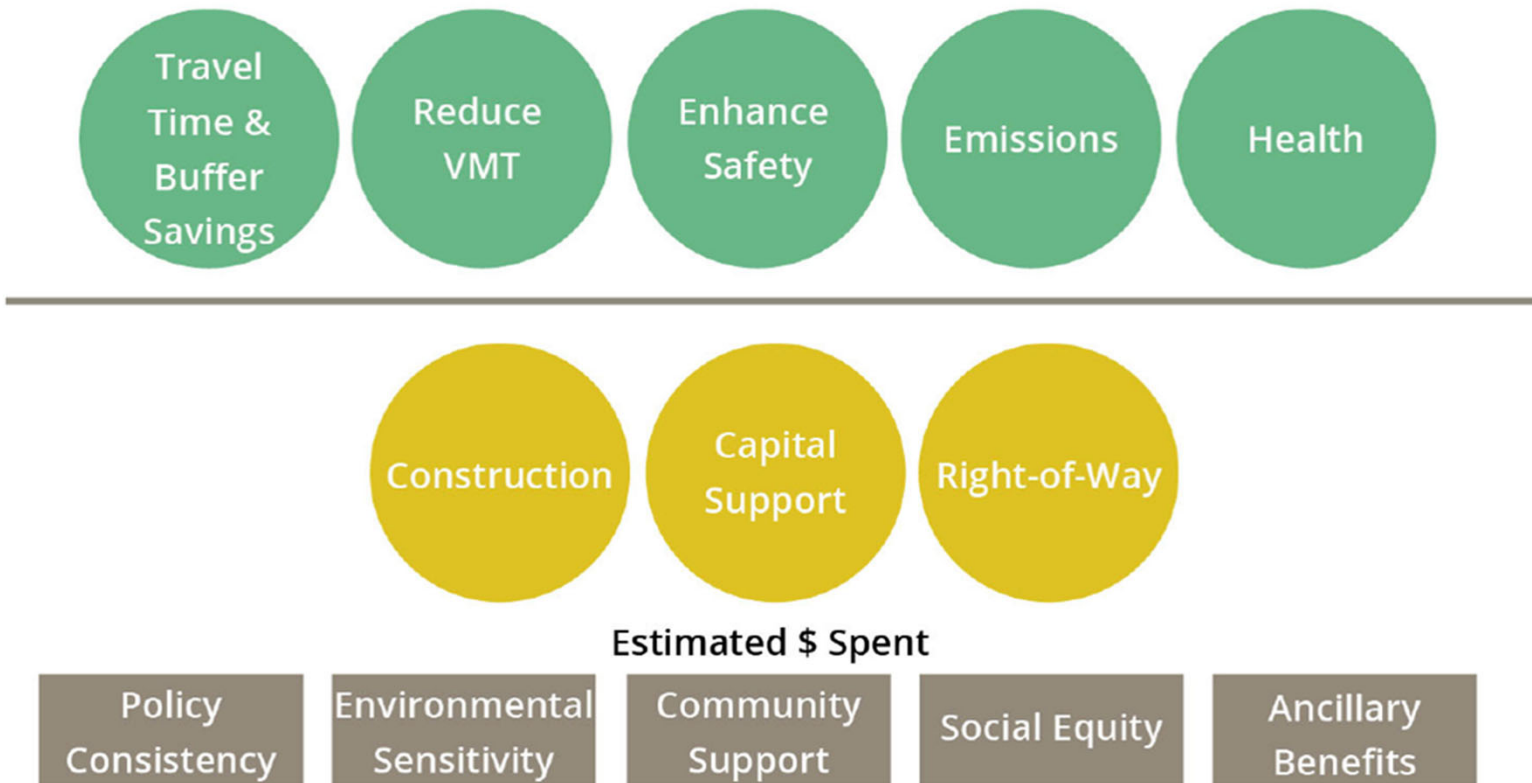 Travel
Time &
Buffer
Savings
Reduce
VMT
Enhance
Safety
Emissions
Health
Construction
Capital
Support
Right-of-Way
Estimated $ Spent
Policy
Consistency
Environmental
Sensitivity
Community
Support
Social Equity
Ancillary
Benefits